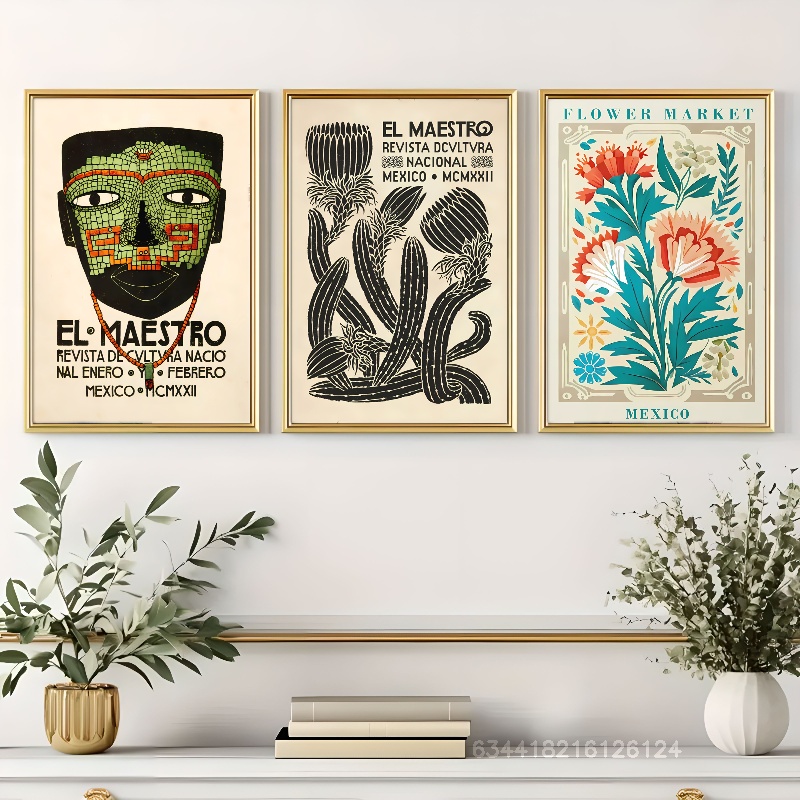 EL MAESTRO
REVISTA DE CVLTVRA NACIO
NAL ENERO • Y • FEBRERO
MEXICO • MCMXXII
EL MAESTRO
REVISTA DCVLTVRA
NACIONAL
MEXICO • MCMXXII
FLOWER MARKET
MEXICO
634418216126124